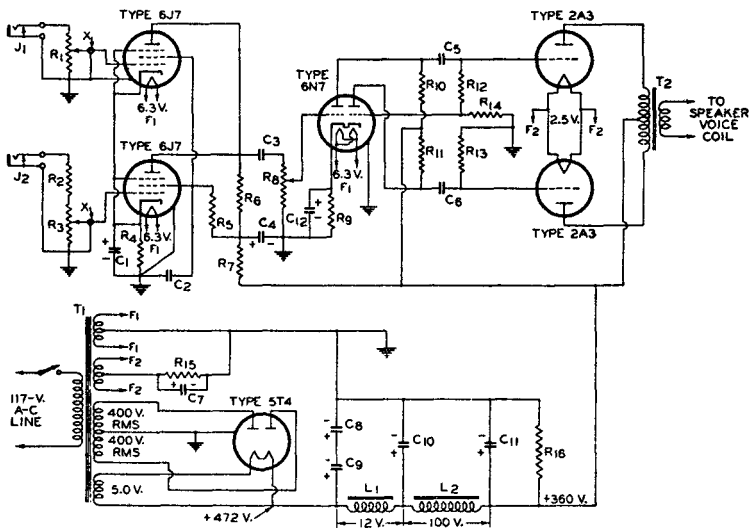 TYPE 6J7
J1
R1
X1
6.3 V.
F1
TYPE 6J7
J2
R2
R3
X1
R4
6.3 V.
F1
C1
C2
C3
R5
R6
R7
C4
R8
C12
R9
TYPE
6N7
6.3 V.
F1
C5
R10
R12
R14
R11
R13
C6
TYPE 2A3
F2
2.5 V.
F2
TYPE 2A3
T2
TO
SPEAKER
VOICE
COIL
T1
F1
F1
F2
F2
117-V.
A-C
LINE
R15
C7
400 V.
RMS
400 V.
RMS
5.0 V.
TYPE 5T4
+472 V.
C8
C9
C10
C11
R16
L1
L2
12 V.
100 V.
+360 V.